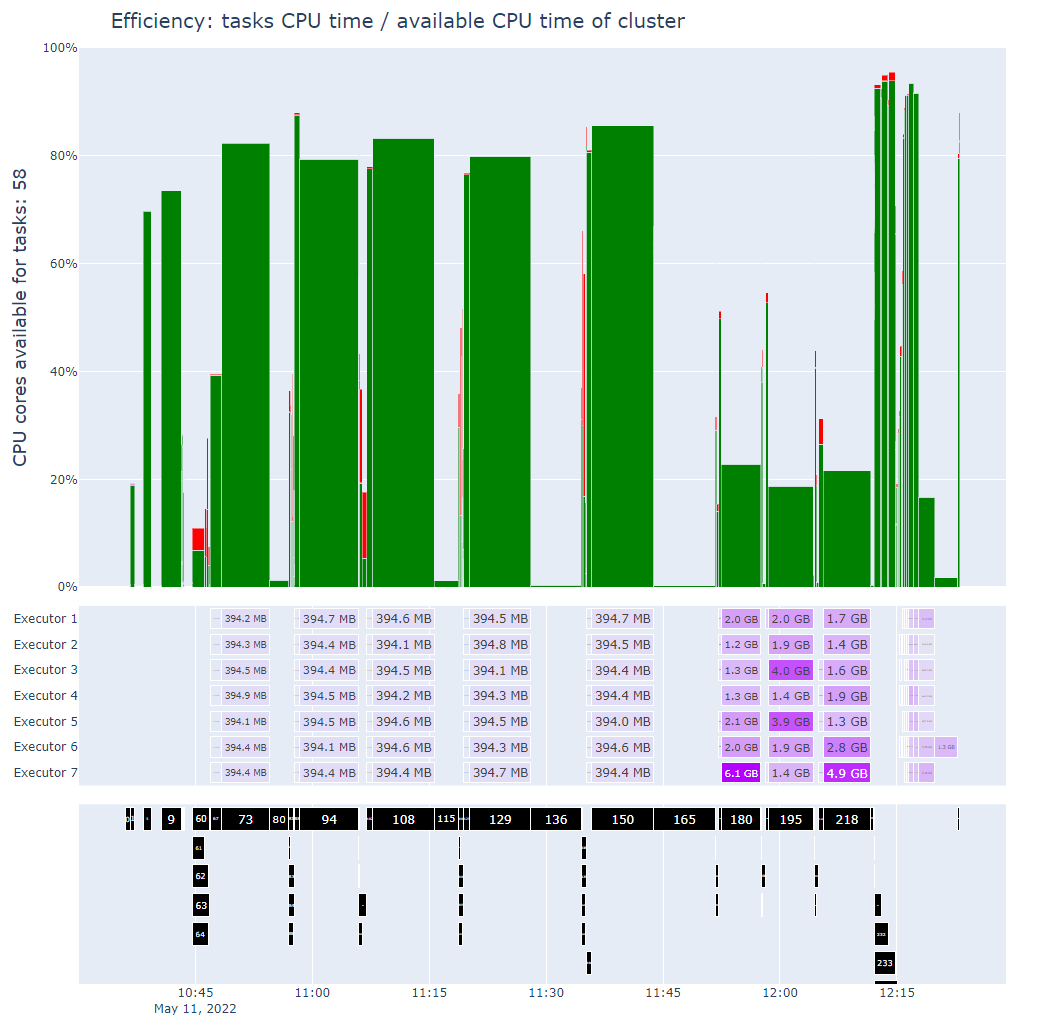 Efficiency: tasks CPU time / available CPU time of cluster
CPU cores available for tasks: 58
100%
80%
60%
40%
20%
0%
Executor 1 394.2 MB 394.7 MB 394.6 MB 394.5 MB 394.7 MB 2.0 GB 2.0 GB 1.7 GB
Executor 2 394.3 MB 394.4 MB 394.1 MB 394.8 MB 394.5 MB 1.2 GB 1.9 GB 1.4 GB
Executor 3 394.5 MB 394.4 MB 394.5 MB 394.1 MB 394.4 MB 1.3 GB 4.0 GB 1.6 GB
Executor 4 394.9 MB 394.5 MB 394.2 MB 394.3 MB 394.4 MB 1.3 GB 1.4 GB 1.9 GB
Executor 5 394.1 MB 394.5 MB 394.6 MB 394.5 MB 394.0 MB 2.1 GB 3.9 GB 1.3 GB
Executor 6 394.4 MB 394.1 MB 394.6 MB 394.3 MB 394.6 MB 2.0 GB 1.9 GB 2.8 GB 1.3 GB
Executor 7 394.4 MB 394.4 MB 394.4 MB 394.7 MB 394.4 MB 6.1 GB 1.4 GB 4.9 GB
9 60 73 80 94 108 115 129 136 150 165 180 195 218
61
62
63
64 232
233
10:45 11:00 11:15 11:30 11:45 12:00 12:15
May 11, 2022